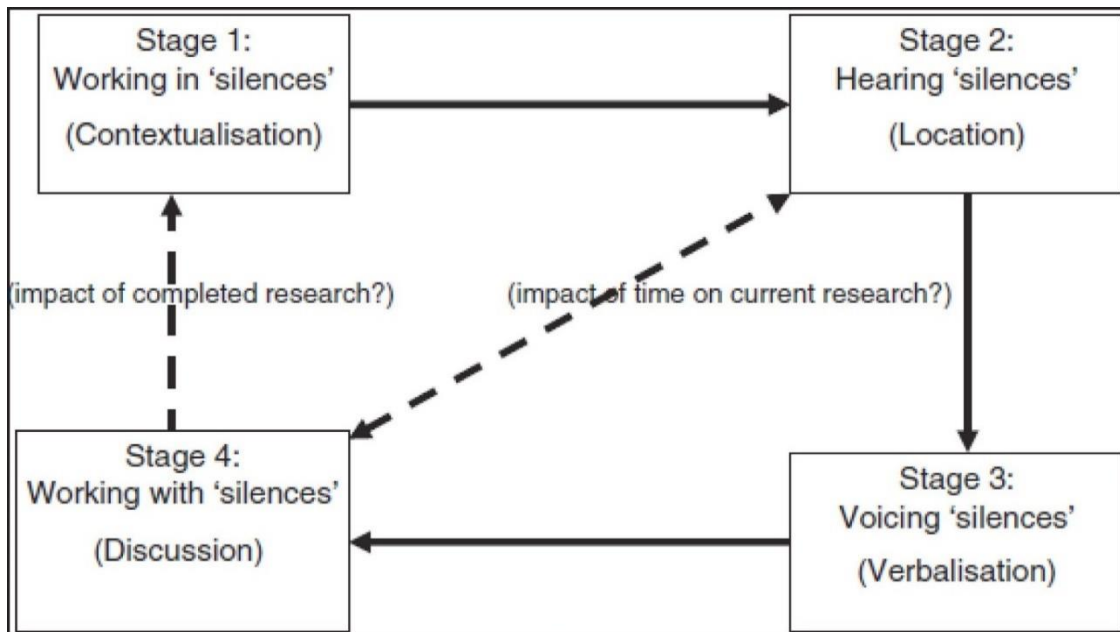 Stage 1:
Working in ‘silences’
(Contextualisation)
Stage 2:
Hearing ‘silences’
(Location)
(impact of completed research?)
(impact of time on current research?)
Stage 4:
Working with ‘silences’
(Discussion)
Stage 3:
Voicing ‘silences’
(Verbalisation)